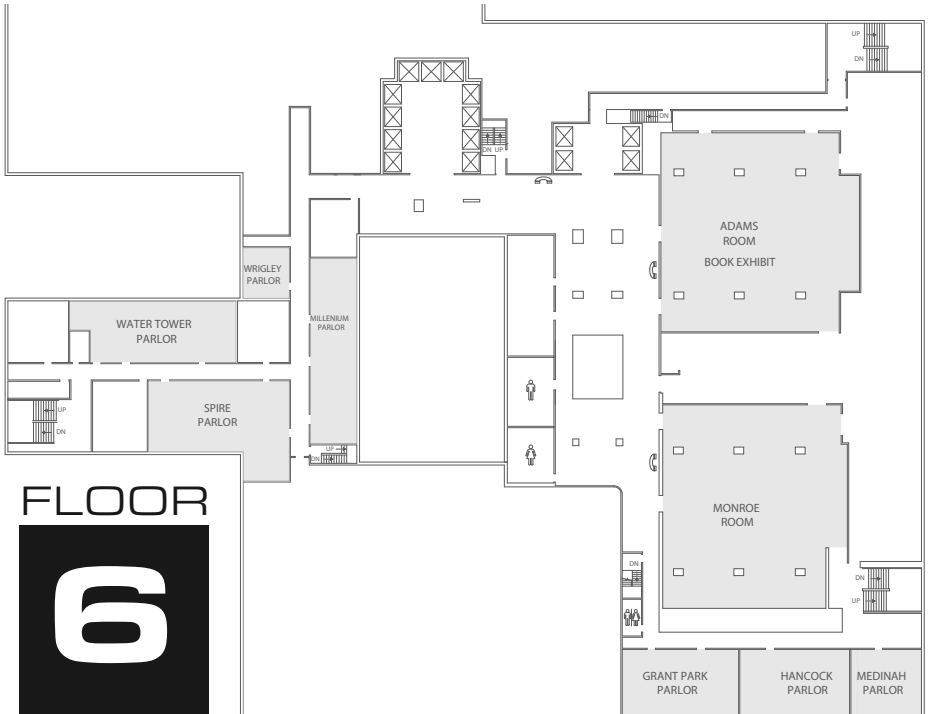 UP
DN
DN
DN UP
ADAMS
ROOM
BOOK EXHIBIT
WRIGLEY
PARLOR
MILLENIUM
PARLOR
WATER TOWER
PARLOR
SPIRE
PARLOR
UP
DN
UP
DN
MONROE
ROOM
FLOOR
6
DN
DN
UP
GRANT PARK
PARLOR
HANCOCK
PARLOR
MEDINAH
PARLOR